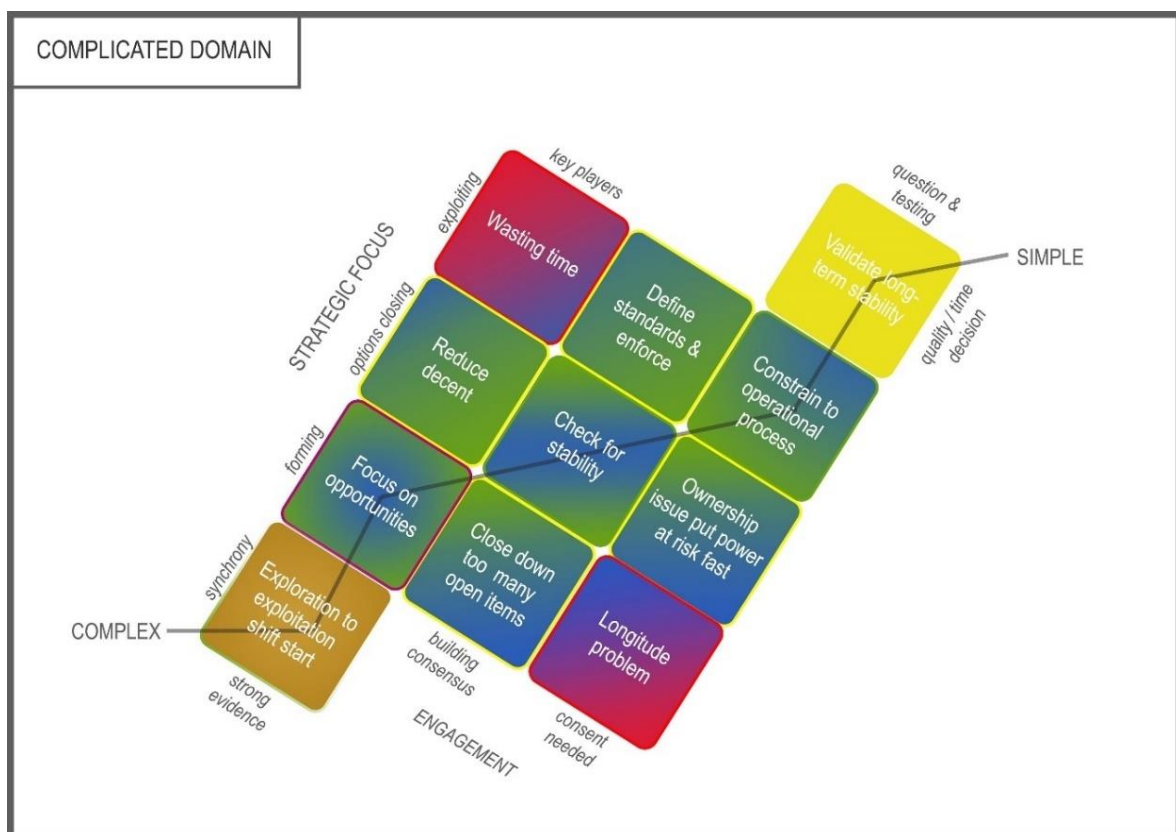 COMPLICATED DOMAIN
key players
question &
testing
exploiting
Wasting time
STRATEGIC FOCUS
Validate long-
term stability
SIMPLE
Define
standards &
enforce
quality / time
decision
options closing
Reduce
decent
Constrain to
operational
process
Check for
stability
forming
Focus on
opportunities
Ownership
issue put power
at risk fast
Close down
too many
open items
synchrony
Exploration to
exploitation
shift start
COMPLEX
Longitude
problem
strong
evidence
building
consensus
ENGAGEMENT
consent
needed